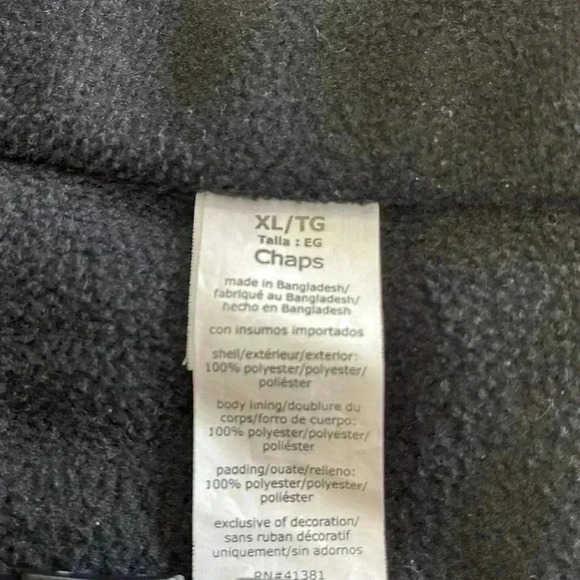 XL/TG
Talla : EG
Chaps
made in Bangladesh/
fabriqué au Bangladesh/
hecho en Bangladesh
con insumos importados
shell/extérieur/exterior:
100% polyester/polyester/
poliéster
body lining/doublure du
corps/forro de cuerpo:
100% polyester/polyester/
poliéster
padding/ouate/relleno:
100% polyester/polyester/
poliéster
exclusive of decoration/
sans ruban décoratif
uniquement/sin adornos
RN#41381